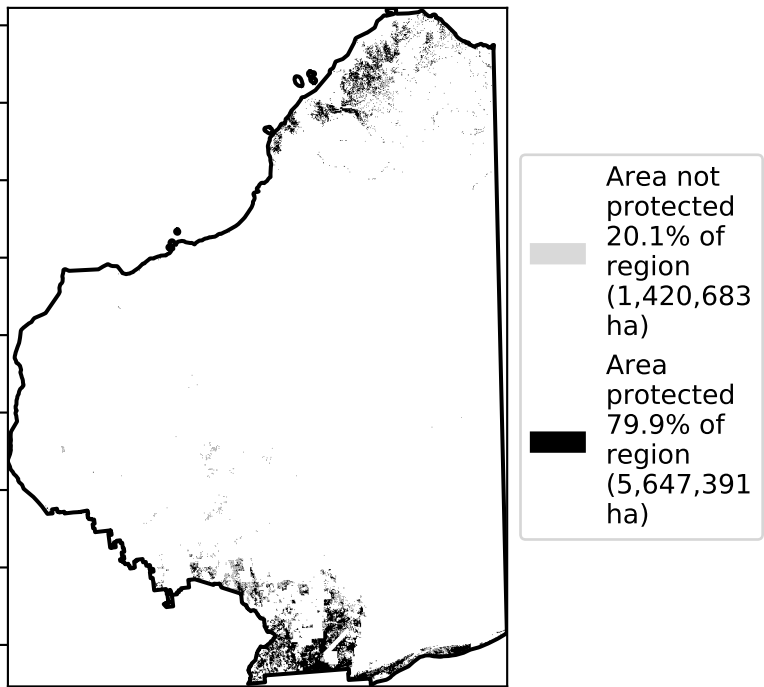 Area not
protected
20.1% of
region
(1,420,683
ha)
Area
protected
79.9% of
region
(5,647,391
ha)